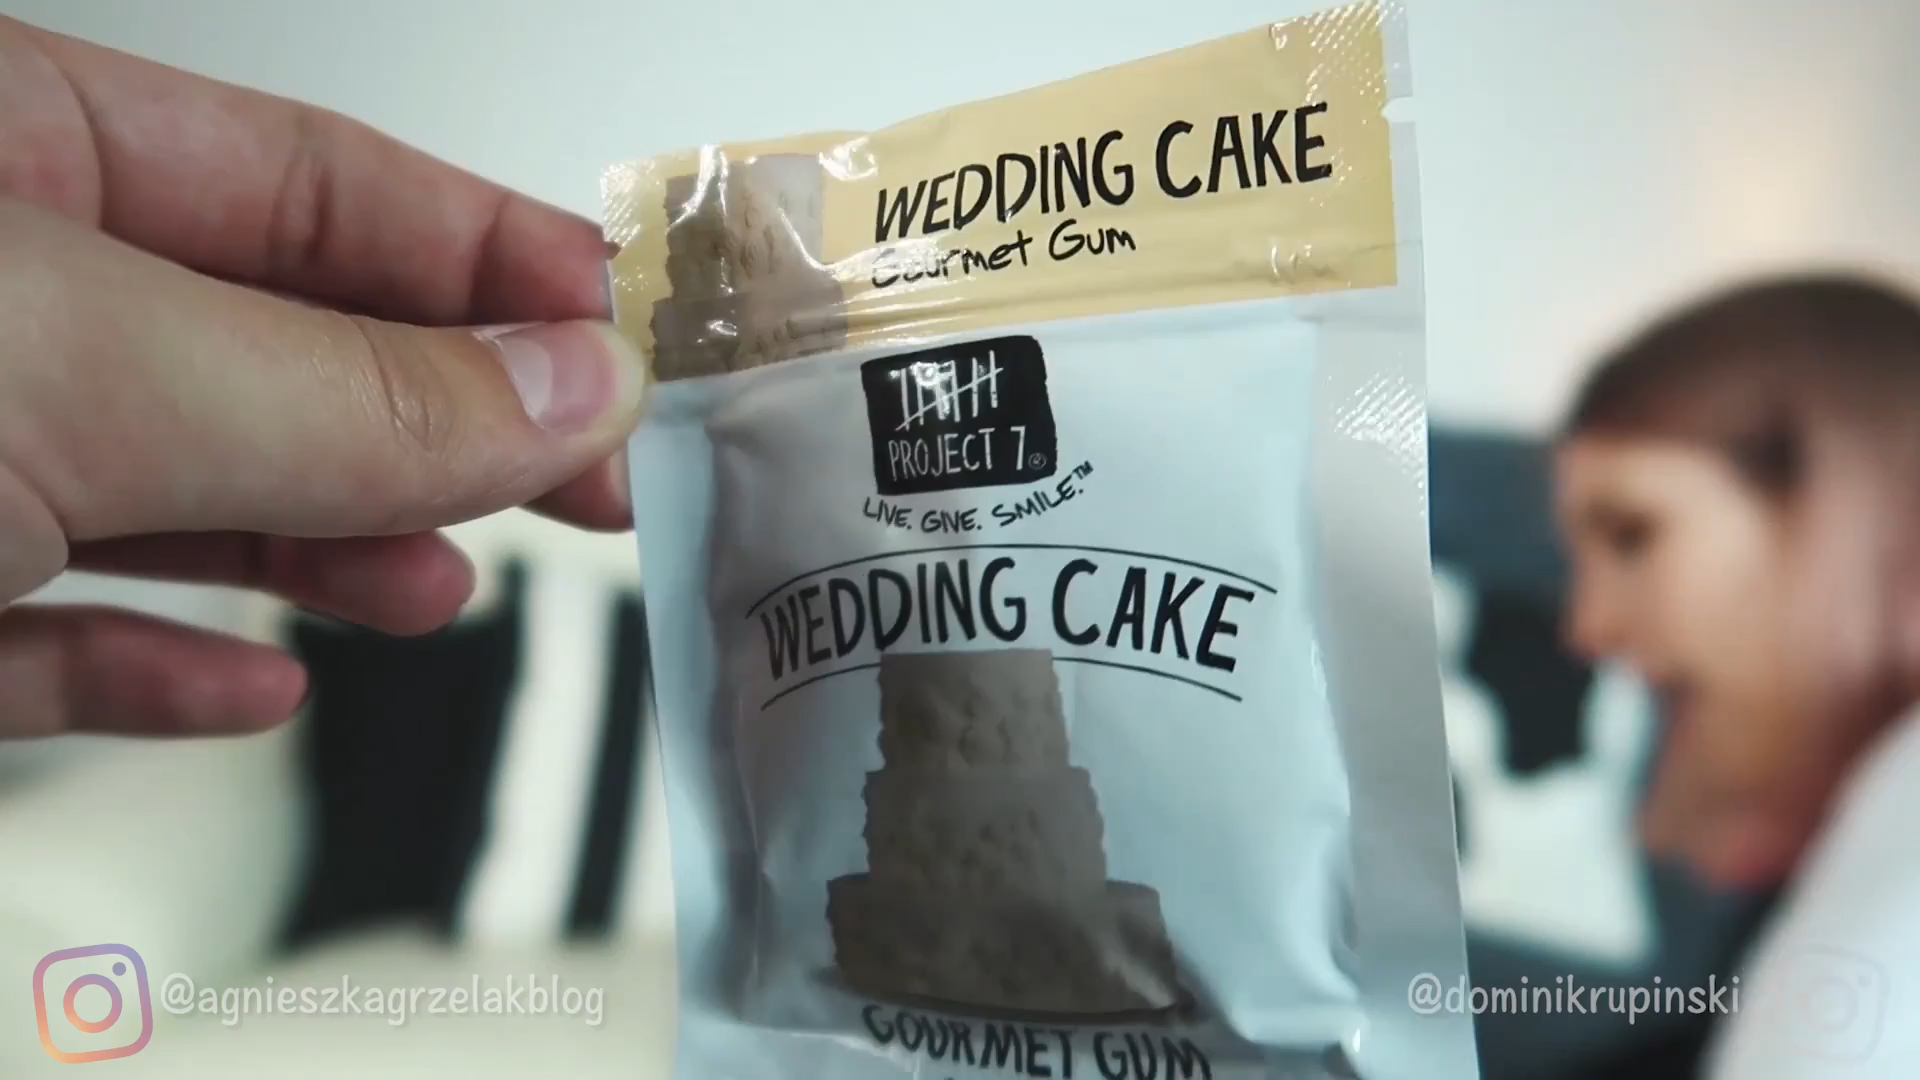 WEDDING CAKE
Gourmet Gum
PROJECT 7®
LIVE. GIVE. SMILE.™
WEDDING CAKE
GOURMET GUM
@agnieszkagrzelakblog
@dominikrupinski